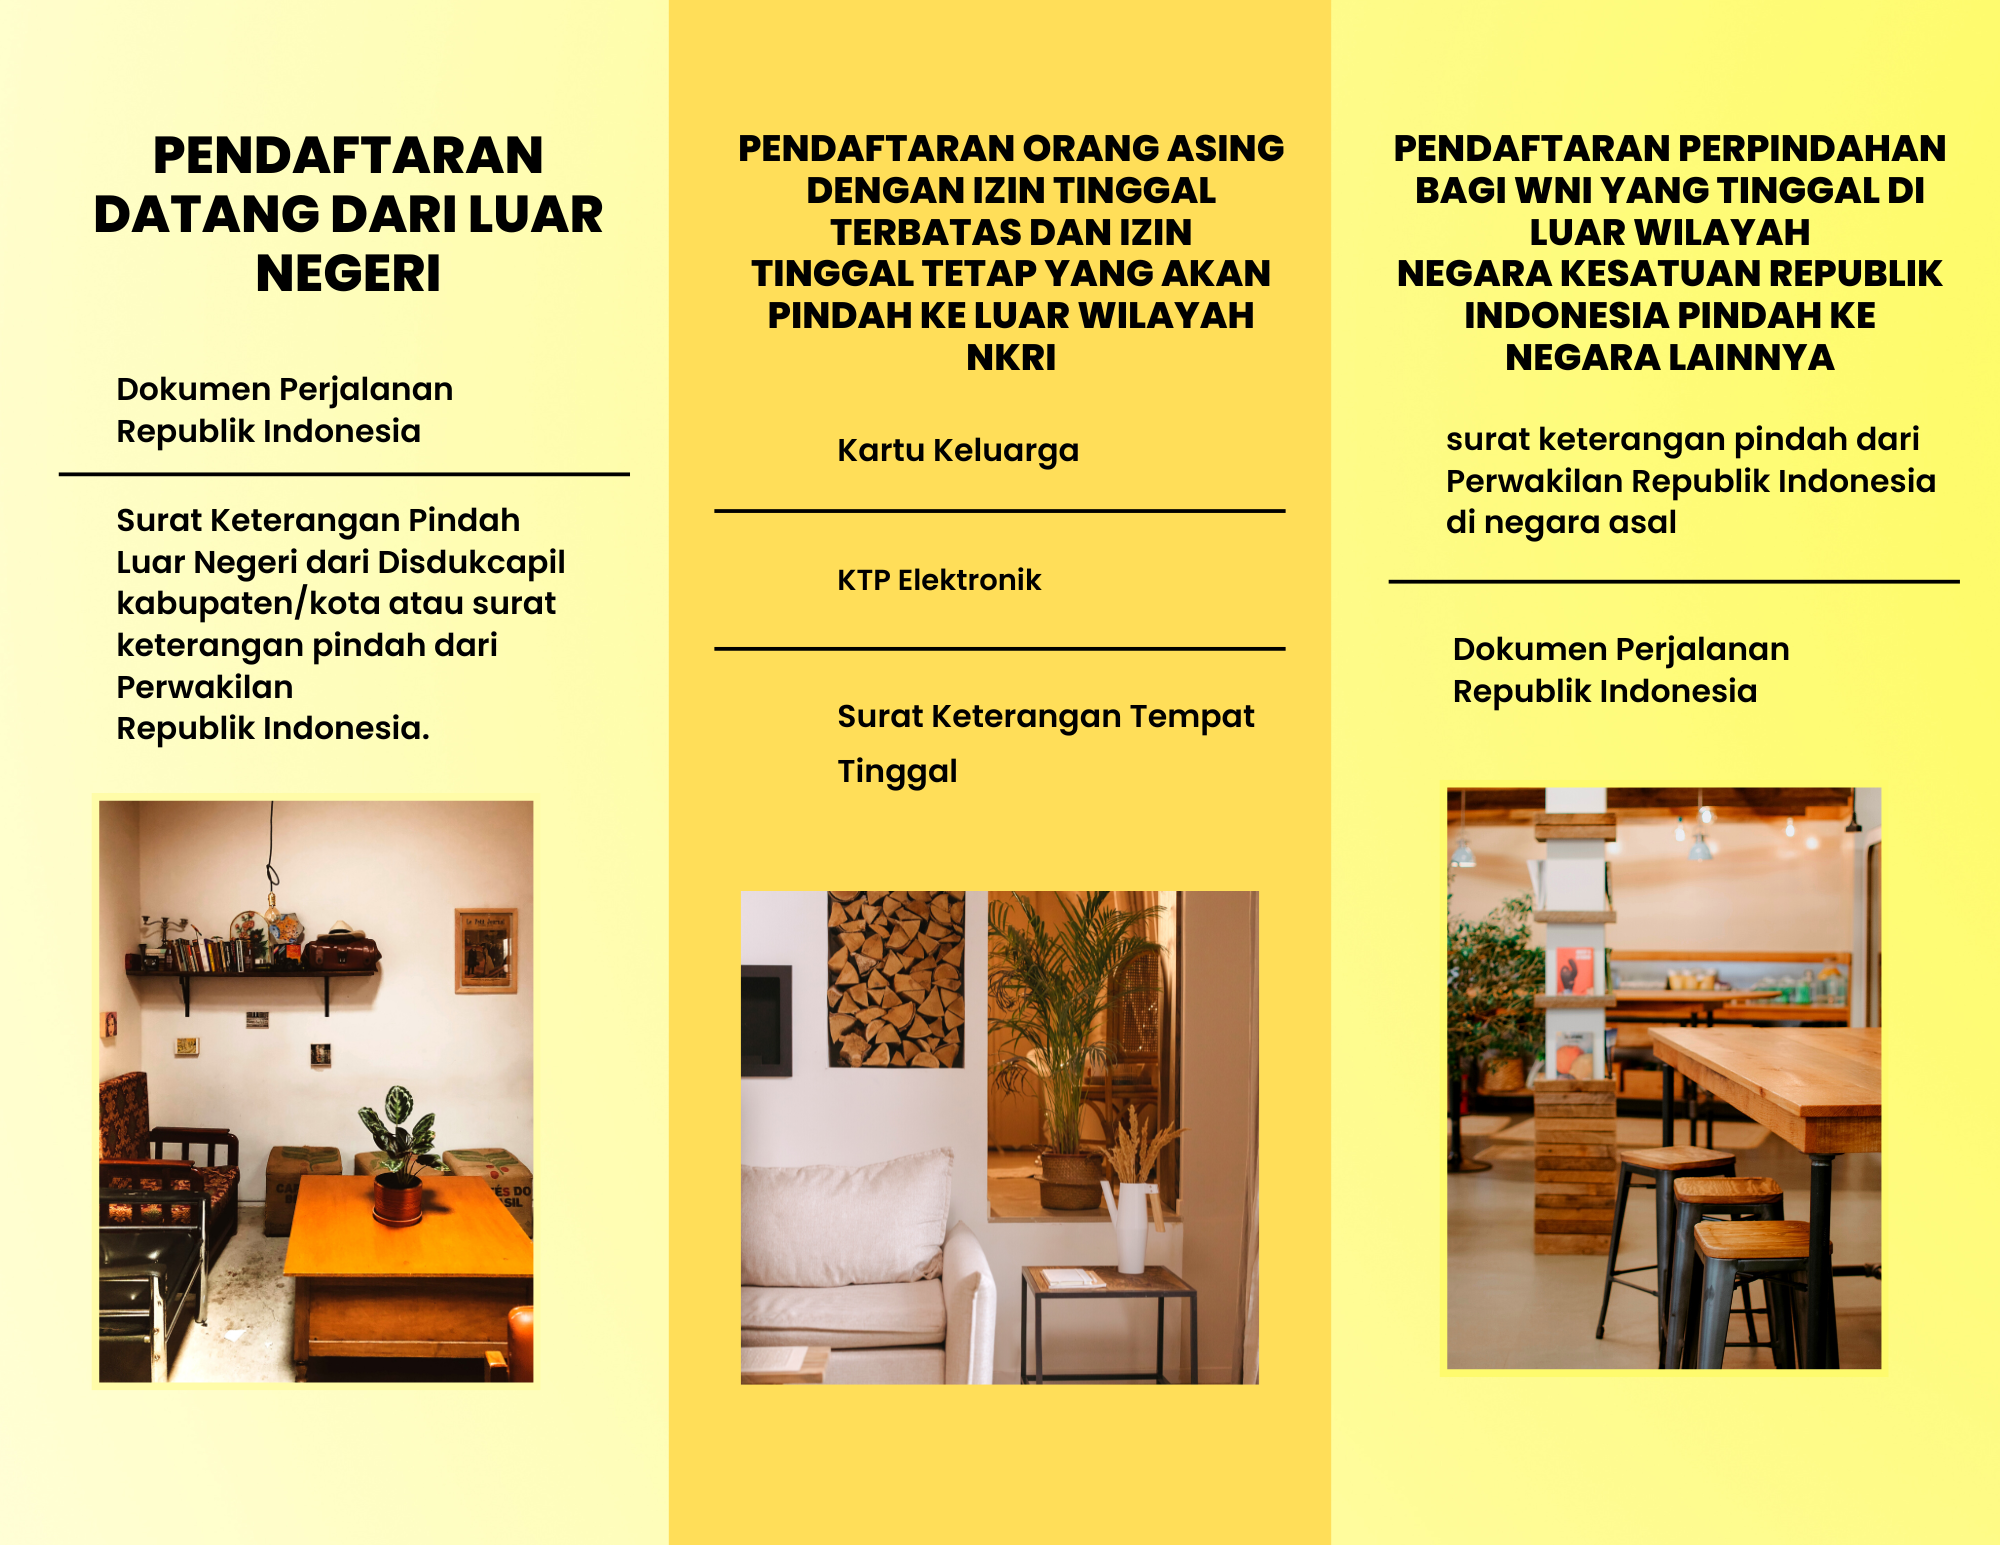 PENDAFTARAN
DATANG DARI LUAR
NEGERI
Dokumen Perjalanan
Republik Indonesia
Surat Keterangan Pindah
Luar Negeri dari Disdukcapil
kabupaten/kota atau surat
keterangan pindah dari
Perwakilan
Republik Indonesia.
PENDAFTARAN ORANG ASING
DENGAN IZIN TINGGAL
TERBATAS DAN IZIN
TINGGAL TETAP YANG AKAN
PINDAH KE LUAR WILAYAH
NKRI
Kartu Keluarga
KTP Elektronik
Surat Keterangan Tempat
Tinggal
PENDAFTARAN PERPINDAHAN
BAGI WNI YANG TINGGAL DI
LUAR WILAYAH
NEGARA KESATUAN REPUBLIK
INDONESIA PINDAH KE
NEGARA LAINNYA
surat keterangan pindah dari
Perwakilan Republik Indonesia
di negara asal
Dokumen Perjalanan
Republik Indonesia
Le Petit Journal